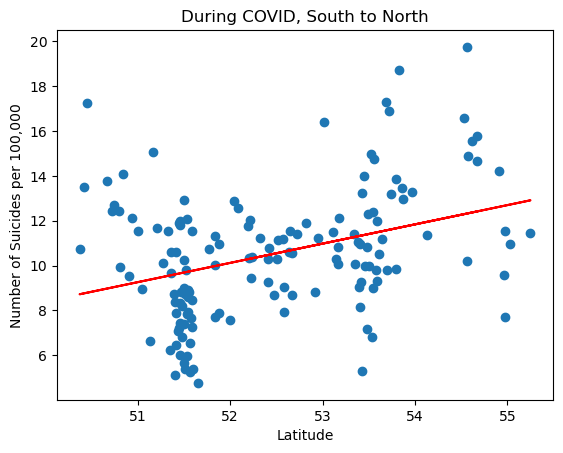 During COVID, South to North
Number of Suicides per 100,000
20
18
16
14
12
10
8
6
51 52 53 54 55
Latitude